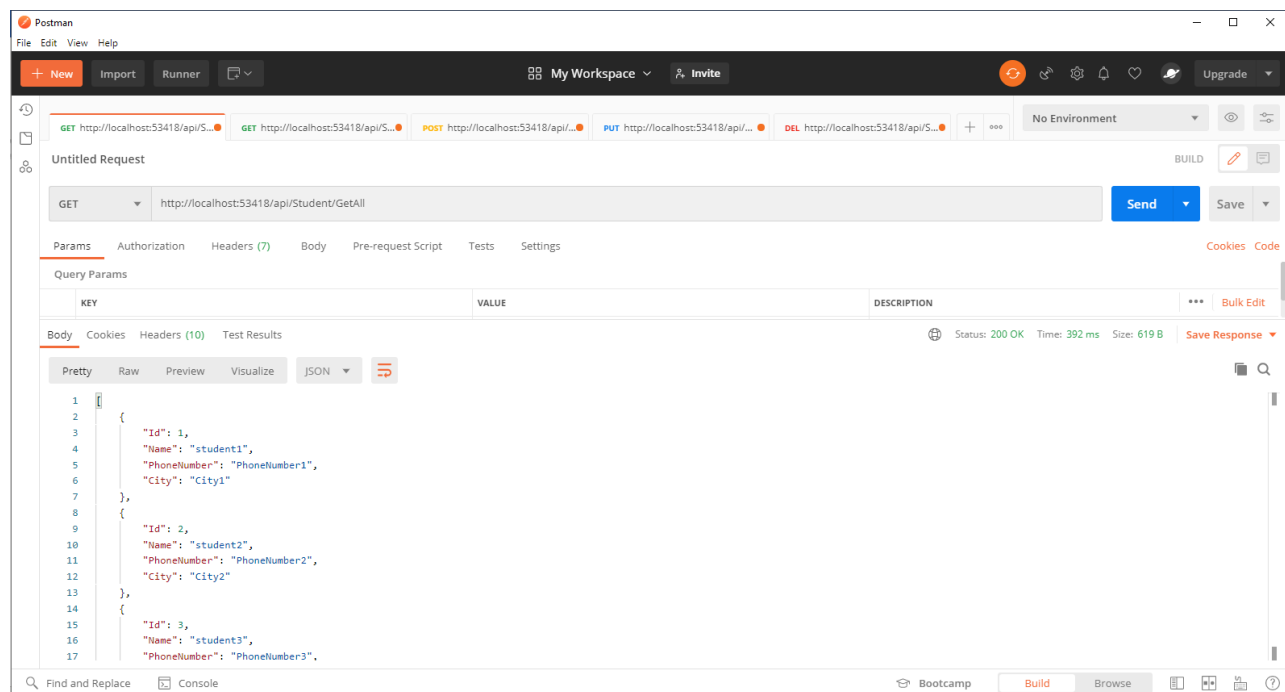 Postman
File Edit View Help
+ New Import Runner My Workspace Invite Upgrade
GET http://localhost:53418/api/S... GET http://localhost:53418/api/S... POST http://localhost:53418/api/... PUT http://localhost:53418/api/... DEL http://localhost:53418/api/S... + ooo No Environment
Untitled Request BUILD
GET http://localhost:53418/api/Student/GetAll Send Save
Params Authorization Headers (7) Body Pre-request Script Tests Settings Cookies Code
Query Params
KEY VALUE DESCRIPTION ••• Bulk Edit
Body Cookies Headers (10) Test Results Status: 200 OK Time: 392 ms Size: 619 B Save Response
Pretty Raw Preview Visualize JSON
1 [
2 {
3 "Id": 1,
4 "Name": "student1",
5 "PhoneNumber": "PhoneNumber1",
6 "City": "City1"
7 },
8 {
9 "Id": 2,
10 "Name": "student2",
11 "PhoneNumber": "PhoneNumber2",
12 "City": "City2"
13 },
14 {
15 "Id": 3,
16 "Name": "student3",
17 "PhoneNumber": "PhoneNumber3",
Find and Replace Console Bootcamp Build Browse